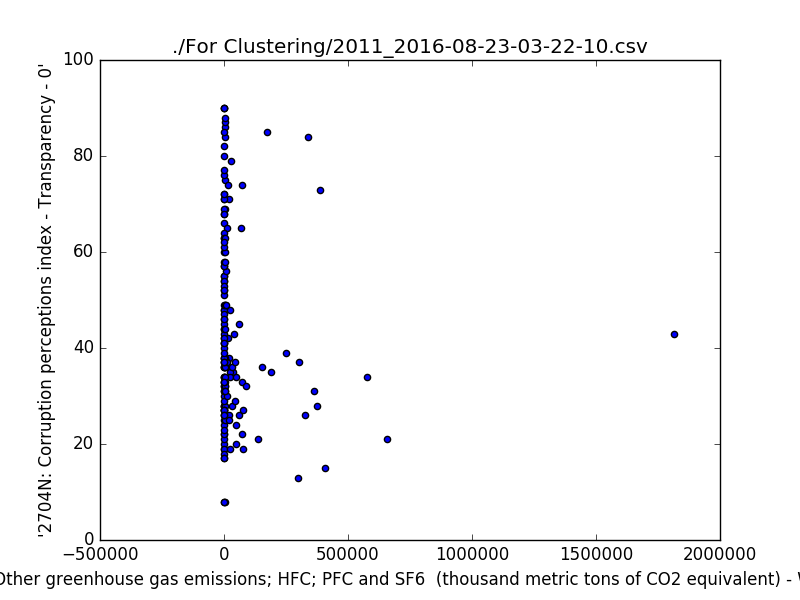 ./For Clustering/2011_2016-08-23-03-22-10.csv
'2704N: Corruption perceptions index - Transparency - 0'
100
80
60
40
20
0
−500000 0 500000 1000000 1500000 2000000
Other greenhouse gas emissions; HFC; PFC and SF6 (thousand metric tons of CO2 equivalent) -